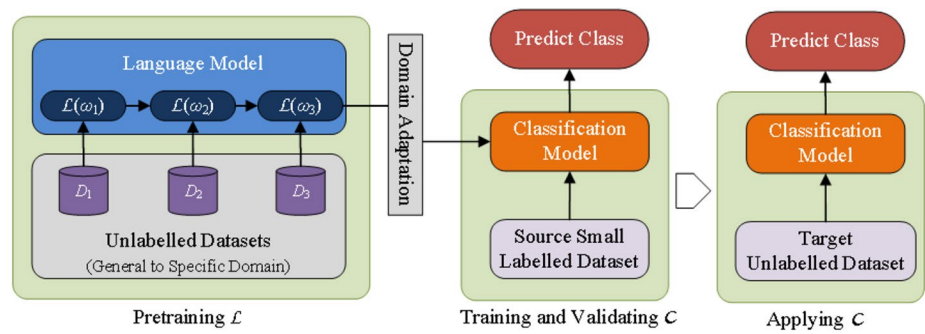 Language Model
ℒ(ω₁)
ℒ(ω₂)
ℒ(ω₃)
D₁
D₂
D₃
Unlabelled Datasets
(General to Specific Domain)
Pretraining ℒ
Domain Adaptation
Predict Class
Classification
Model
Source Small
Labelled Dataset
Training and Validating C
Predict Class
Classification
Model
Target
Unlabelled Dataset
Applying C